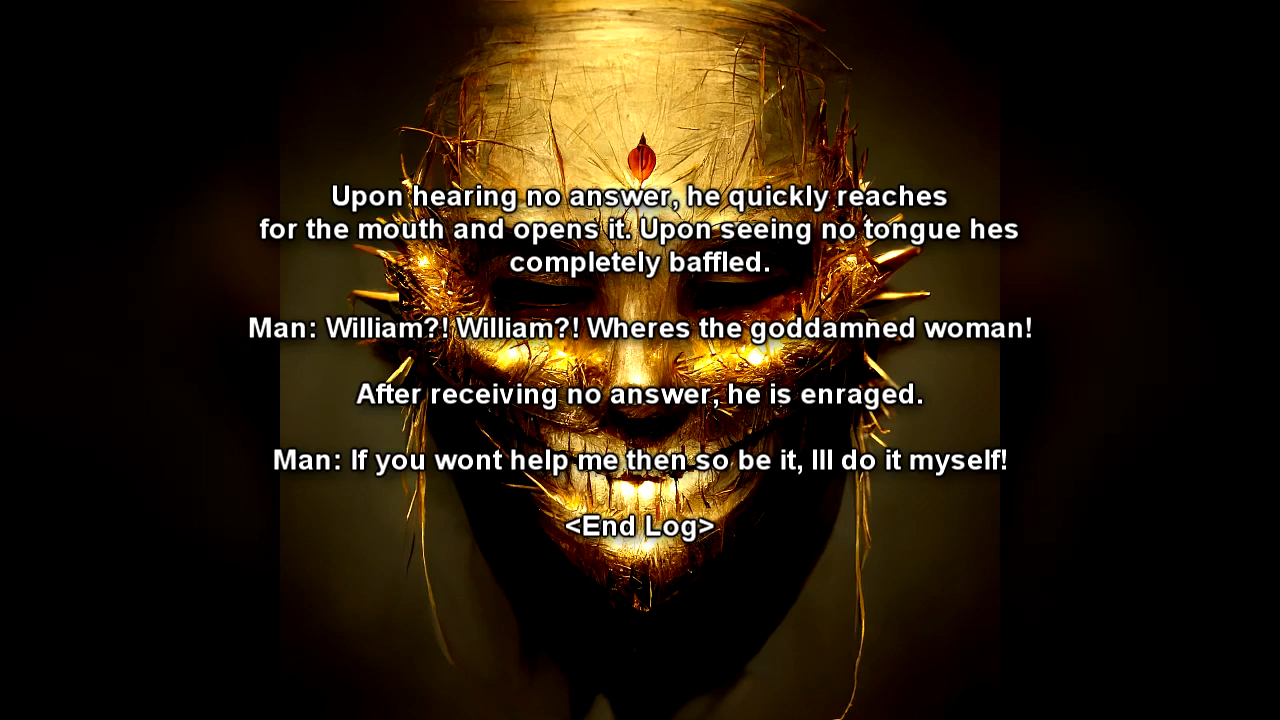 Upon hearing no answer, he quickly reaches
for the mouth and opens it. Upon seeing no tongue hes
completely baffled.
Man: William?! William?! Wheres the goddamned woman!
After receiving no answer, he is enraged.
Man: If you wont help me then so be it, Ill do it myself!
<End Log>